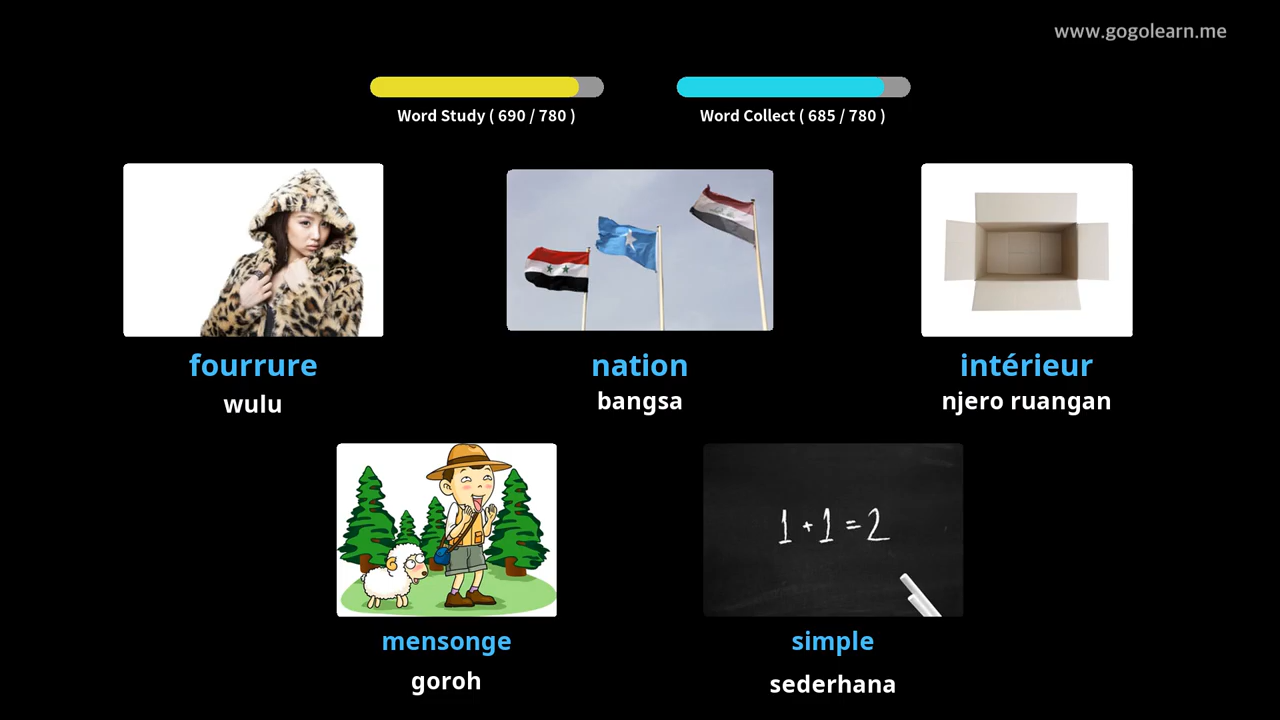 www.gogolearn.me
Word Study ( 690 / 780 )
Word Collect ( 685 / 780 )
fourrure
wulu
nation
bangsa
intérieur
njero ruangan
mensonge
goroh
1 + 1 = 2
simple
sederhana